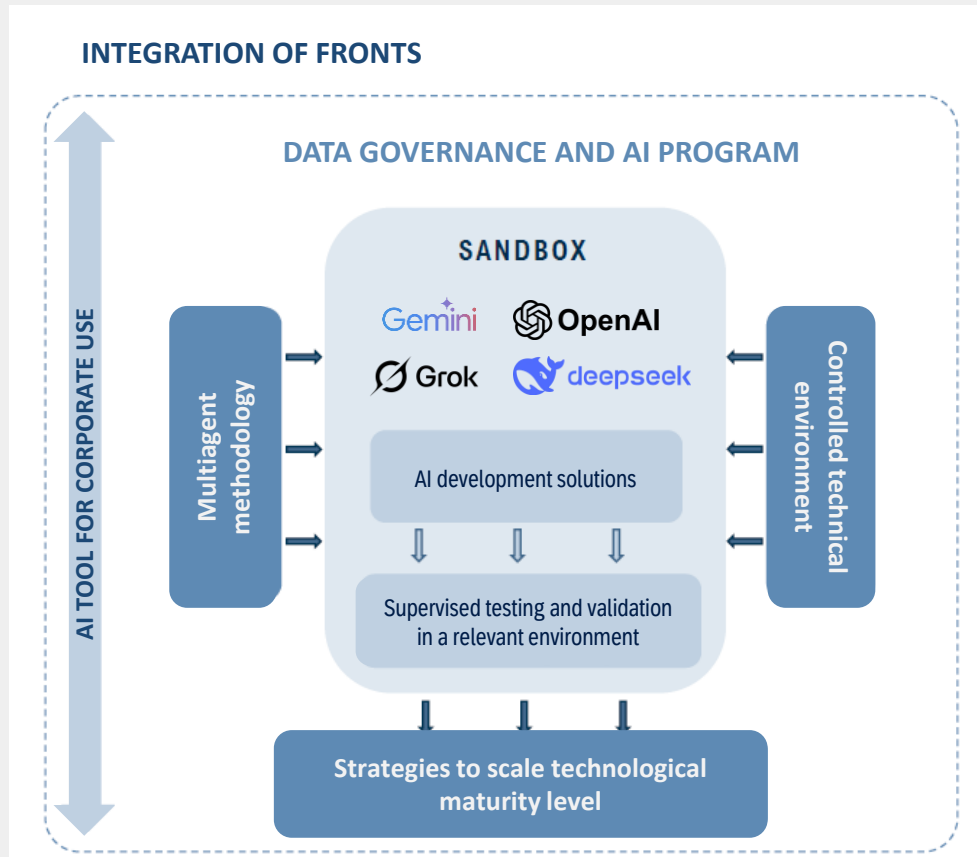 INTEGRATION OF FRONTS
DATA GOVERNANCE AND AI PROGRAM
AI TOOL FOR CORPORATE USE
SANDBOX
Gemini
OpenAI
Grok
deepseek
Multiagent
methodology
Controlled technical
environment
AI development solutions
Supervised testing and validation
in a relevant environment
Strategies to scale technological
maturity level